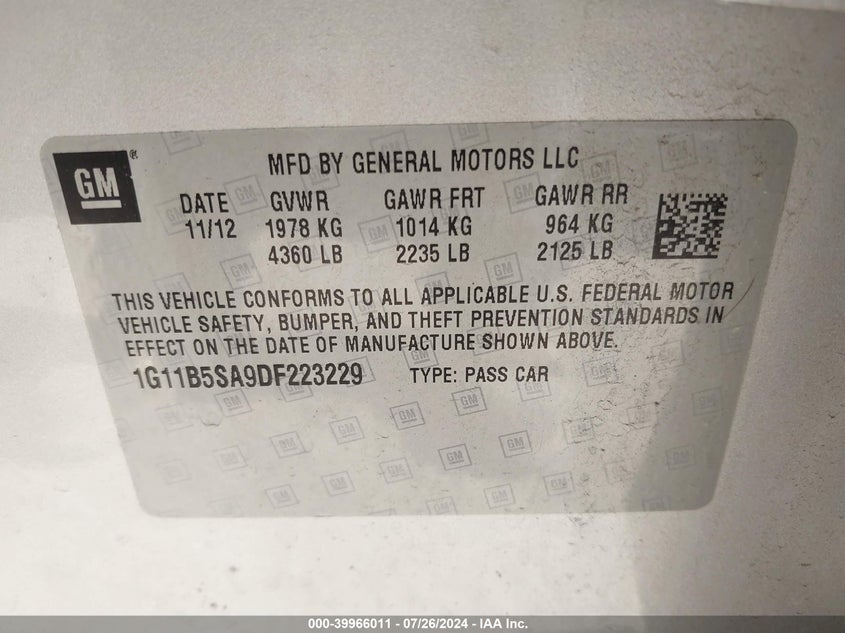 GM ®
MFD BY GENERAL MOTORS LLC
DATE GVWR GAWR FRT GAWR RR
11/12 1978 KG 1014 KG 964 KG
4360 LB 2235 LB 2125 LB
THIS VEHICLE CONFORMS TO ALL APPLICABLE U.S. FEDERAL MOTOR
VEHICLE SAFETY, BUMPER, AND THEFT PREVENTION STANDARDS IN
EFFECT ON THE DATE OF MANUFACTURE SHOWN ABOVE.
1G11B5SA9DF223229 TYPE: PASS CAR
000-39966011 / 07/26/2024 - IAA Inc.